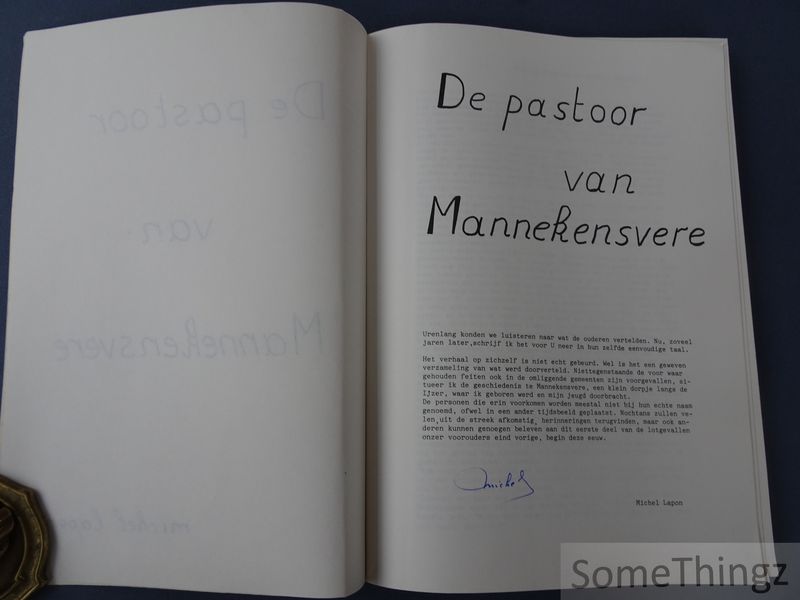 De pastoor
van
Mannekensvere
De pastoor
van
Mannekensvere
Urenlang konden we luisteren naar wat de ouderen vertelden. Nu, zoveel
jaren later,schrijf ik het voor U neer in hun zelfde eenvoudige taal.
Het verhaal op zichzelf is niet echt gebeurd. Wel is het een geweven
verzameling van wat werd doorverteld. Niettegenstaande de voor waar
gehouden feiten ook in de omliggende gemeenten zijn voorgevallen, si-
tueer ik de geschiedenis te Mannekensvere, een klein dorpje langs de
IJzer, waar ik geboren werd en mijn jeugd doorbracht.
De personen die erin voorkomen worden meestal niet bij hun echte naam
genoemd, ofwel in een ander tijdsbeeld geplaatst. Nochtans zullen ve-
len,uit de streek afkomstig, herinneringen terugvinden, maar ook an-
deren kunnen genoegen beleven aan dit eerste deel van de lotgevallen
onzer voorouders eind vorige, begin deze eeuw.
michel
Michel Lapon
michel lapon
SomeThingz